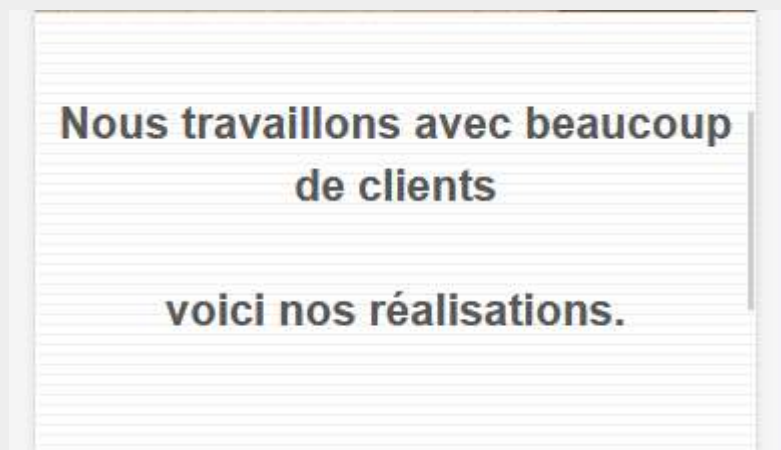 Nous travaillons avec beaucoup
de clients
voici nos réalisations.